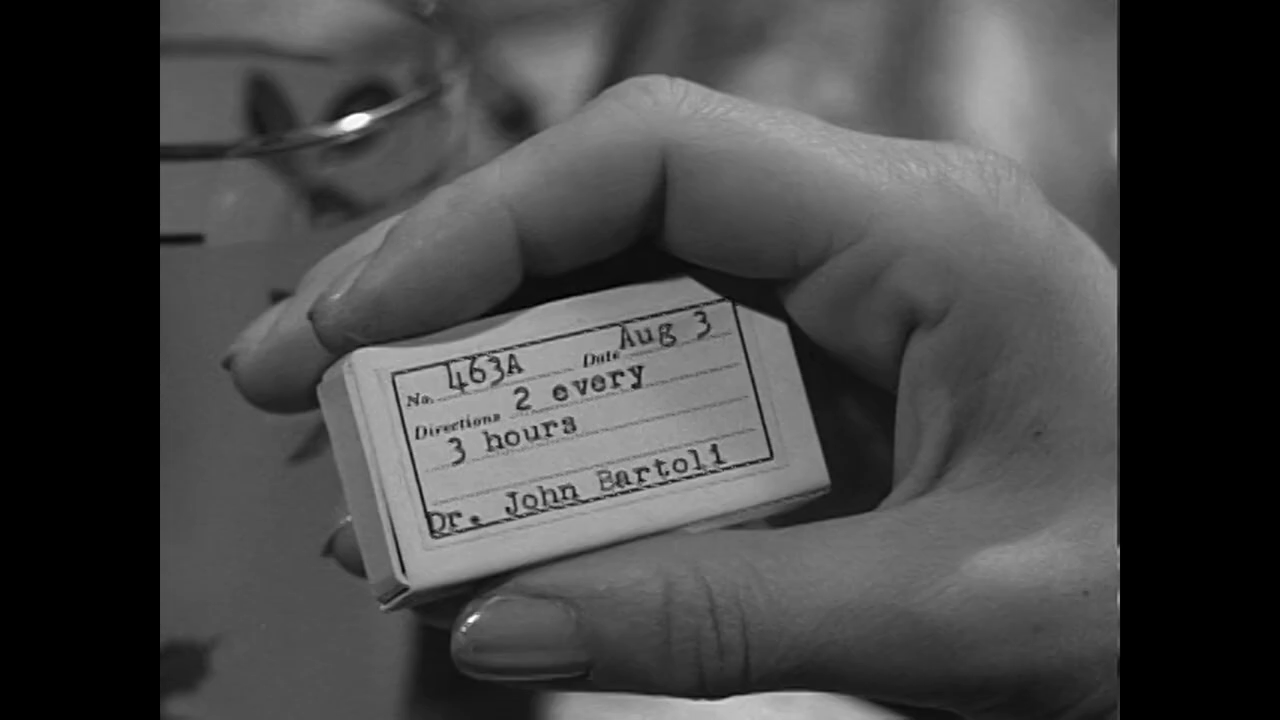 No. 463A Date Aug 3
Directions 2 every
3 hours
Dr. John Bartoli